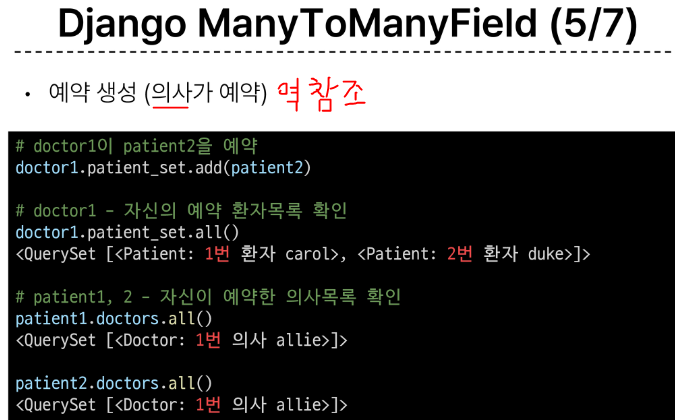 Django ManyToManyField (5/7)
• 예약 생성 (의사가 예약) 역참조
# doctor1이 patient2을 예약
doctor1.patient_set.add(patient2)
# doctor1 - 자신의 예약 환자목록 확인
doctor1.patient_set.all()
<QuerySet [<Patient: 1번 환자 carol>, <Patient: 2번 환자 duke>]>
# patient1, 2 - 자신이 예약한 의사목록 확인
patient1.doctors.all()
<QuerySet [<Doctor: 1번 의사 allie>]>
patient2.doctors.all()
<QuerySet [<Doctor: 1번 의사 allie>]>